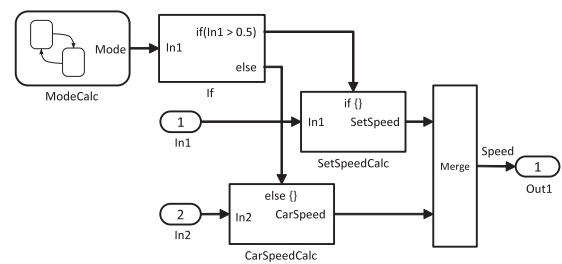 Mode
ModeCalc
In1
if(In1 > 0.5)
else
If
1
In1
if {}
In1
SetSpeed
SetSpeedCalc
2
In2
else {}
In2
CarSpeed
CarSpeedCalc
Merge
Speed
1
Out1